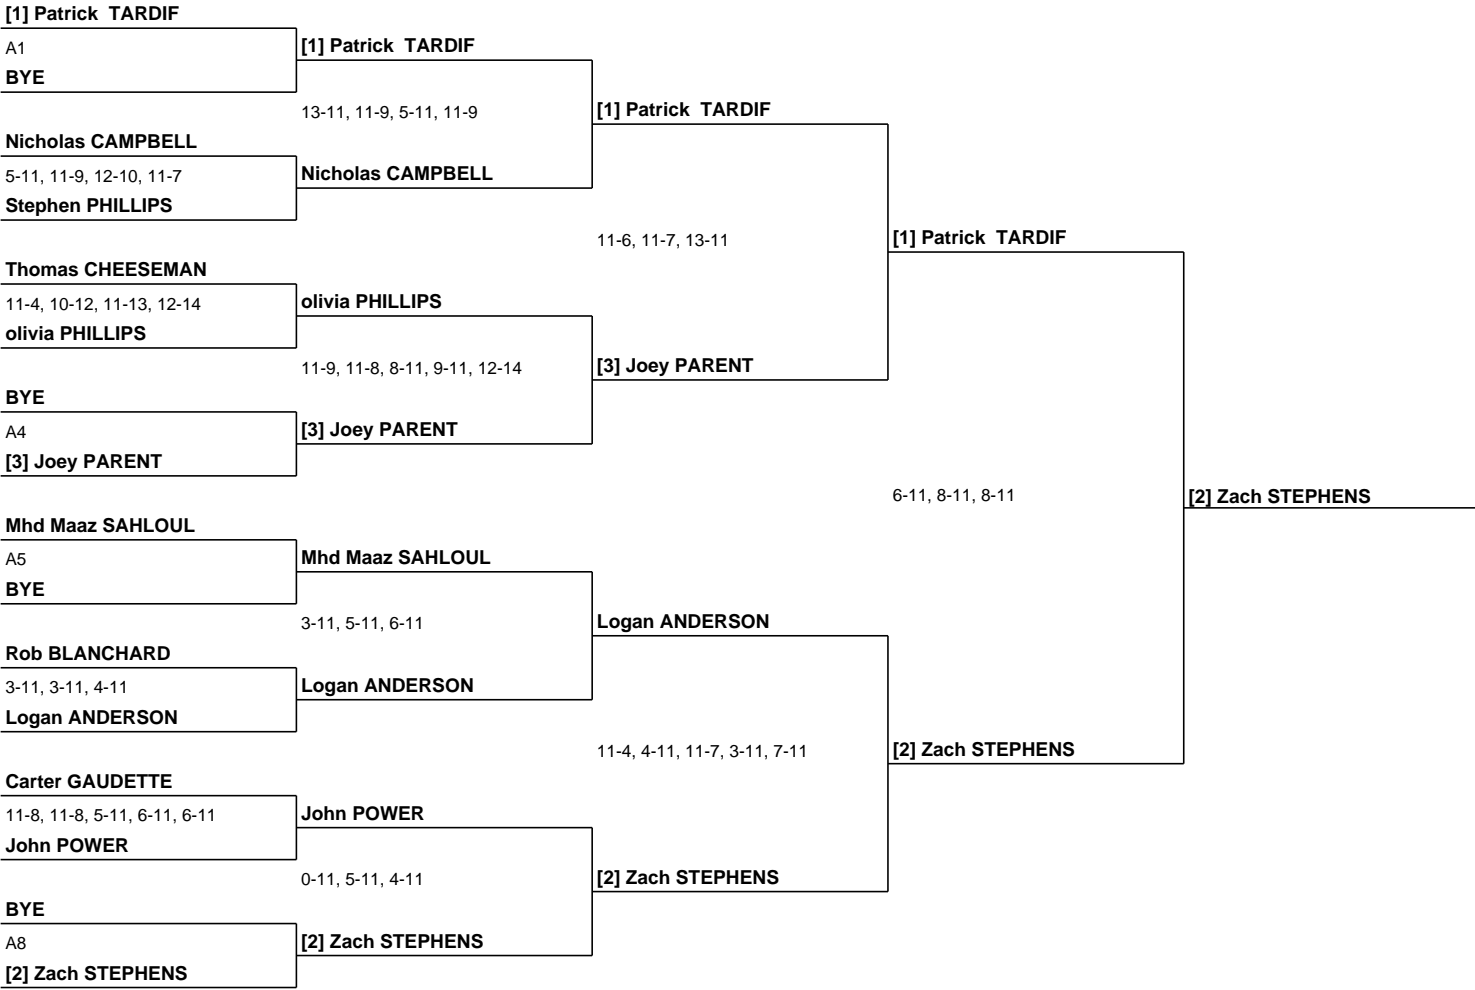 [1] Patrick  TARDIF
A1
BYE
[1] Patrick  TARDIF
13-11, 11-9, 5-11, 11-9
Nicholas CAMPBELL
5-11, 11-9, 12-10, 11-7
Stephen PHILLIPS
Nicholas CAMPBELL
[1] Patrick  TARDIF
11-6, 11-7, 13-11
Thomas CHEESEMAN
11-4, 10-12, 11-13, 12-14
olivia PHILLIPS
olivia PHILLIPS
11-9, 11-8, 8-11, 9-11, 12-14
BYE
A4
[3] Joey PARENT
[3] Joey PARENT
[3] Joey PARENT
[1] Patrick  TARDIF
6-11, 8-11, 8-11
Mhd Maaz SAHLOUL
A5
BYE
Mhd Maaz SAHLOUL
3-11, 5-11, 6-11
Rob BLANCHARD
3-11, 3-11, 4-11
Logan ANDERSON
Logan ANDERSON
Logan ANDERSON
11-4, 4-11, 11-7, 3-11, 7-11
Carter GAUDETTE
11-8, 11-8, 5-11, 6-11, 6-11
John POWER
John POWER
0-11, 5-11, 4-11
BYE
A8
[2] Zach STEPHENS
[2] Zach STEPHENS
[2] Zach STEPHENS
[2] Zach STEPHENS
[2] Zach STEPHENS